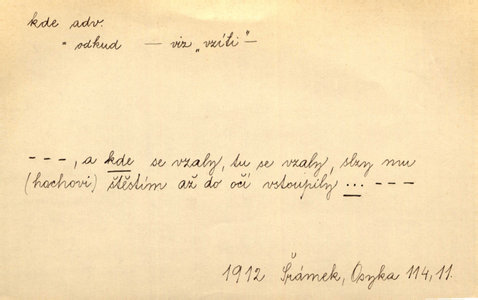 kde adv.
" odkud — viz „vzíti" —
---, a kde se vzaly, tu se vzaly, slzy mu
(hochovi) štěstím až do očí vstoupily ... ---
1912 Šrámek, Osyka 114, 11.